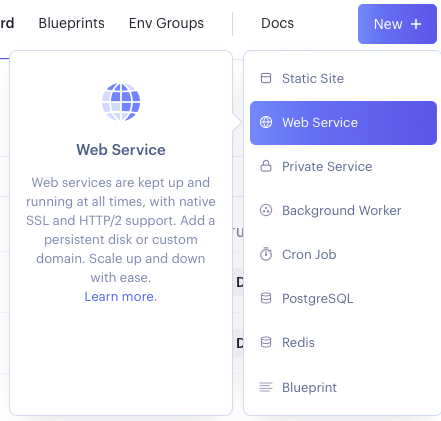 rd Blueprints Env Groups Docs New +
Web Service
Web services are kept up and
running at all times, with native
SSL and HTTP/2 support. Add a
persistent disk or custom
domain. Scale up and down
with ease.
Learn more.
Static Site
Web Service
Private Service
Background Worker
Cron Job
PostgreSQL
Redis
Blueprint
TU
D
D